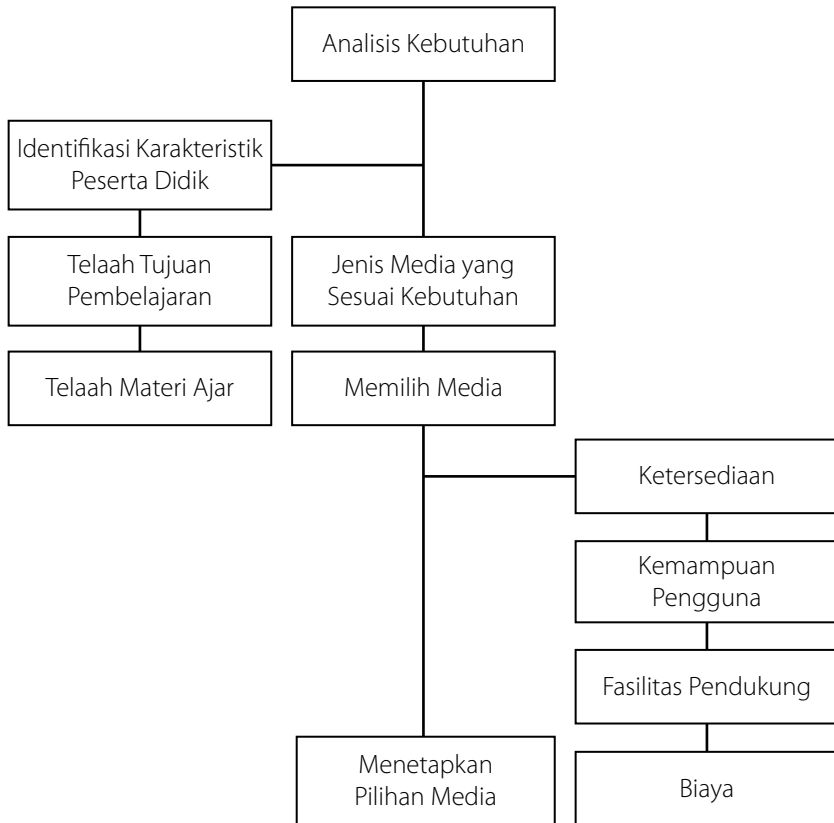 Analisis Kebutuhan
Identifikasi Karakteristik
Peserta Didik
Telaah Tujuan
Pembelajaran
Jenis Media yang
Sesuai Kebutuhan
Telaah Materi Ajar
Memilih Media
Ketersediaan
Kemampuan
Pengguna
Fasilitas Pendukung
Menetapkan
Pilihan Media
Biaya